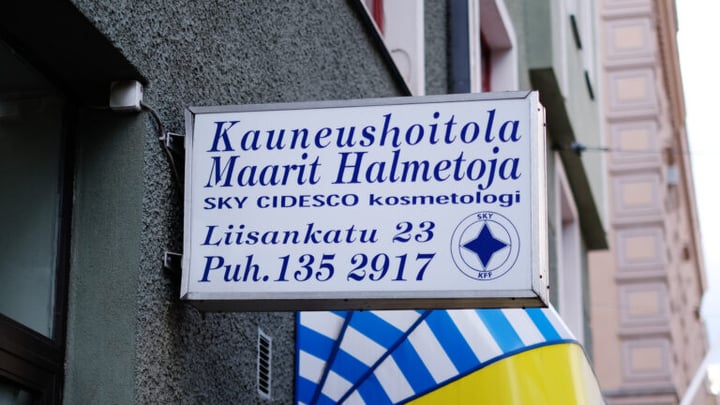 Kauneushoitola
Maarit Halmetoja
SKY CIDESCO kosmetologi
Liisankatu 23
Puh. 135 2917
SKY
KFF